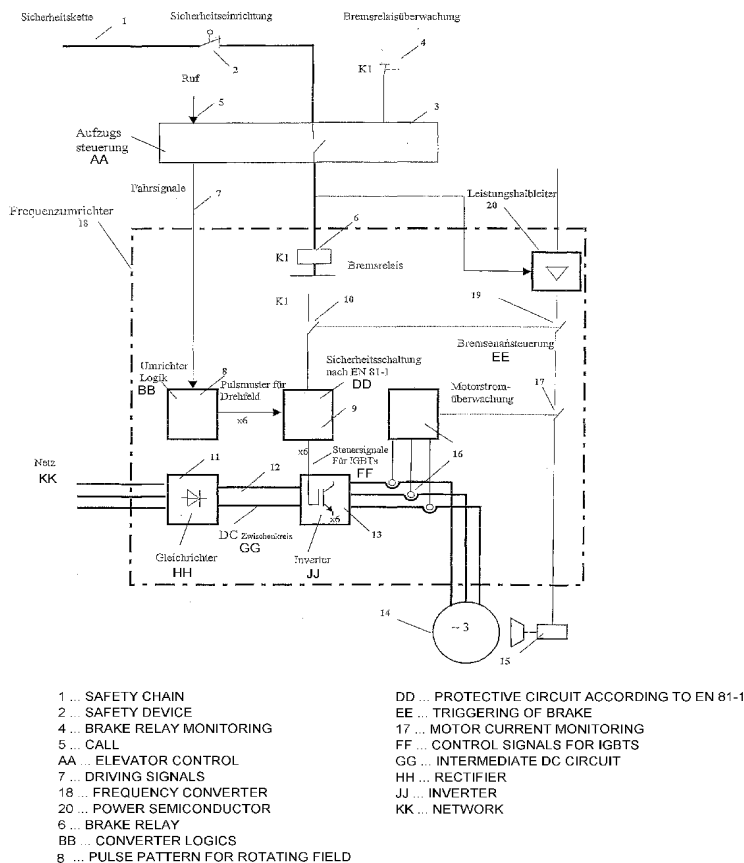 Sicherheitskette
1
Sicherheitseinrichtung
Bremsrelaisüberwachung
2
4
K1
Ruf
5
3
Aufzugs
steuerung
AA
Fahrsignale
7
Leistungshalbleiter
20
Frequenzumrichter
18
6
K1
Bremsrelais
K1
10
19
Bremsenansteuerung
EE
Umrichter
Logik
BB
8
Pulsmuster für
Drehfeld
x6
Sicherheitsschaltung
nach EN 81-1
DD
9
Motorstrom-
überwachung
17
16
x6
Steuersignale
Für IGBTs
FF
Netz
KK
11
12
x6
13
DC Zwischenkreis
GG
Gleichrichter
HH
Invertor
JJ
14
~ 3
15
1 ... SAFETY CHAIN
2 ... SAFETY DEVICE
4 ... BRAKE RELAY MONITORING
5 ... CALL
AA ... ELEVATOR CONTROL
7 ... DRIVING SIGNALS
18 ... FREQUENCY CONVERTER
20 ... POWER SEMICONDUCTOR
6 ... BRAKE RELAY
BB ... CONVERTER LOGICS
8 ... PULSE PATTERN FOR ROTATING FIELD
DD ... PROTECTIVE CIRCUIT ACCORDING TO EN 81-1
EE ... TRIGGERING OF BRAKE
17 ... MOTOR CURRENT MONITORING
FF ... CONTROL SIGNALS FOR IGBTS
GG ... INTERMEDIATE DC CIRCUIT
HH ... RECTIFIER
JJ ... INVERTER
KK ... NETWORK